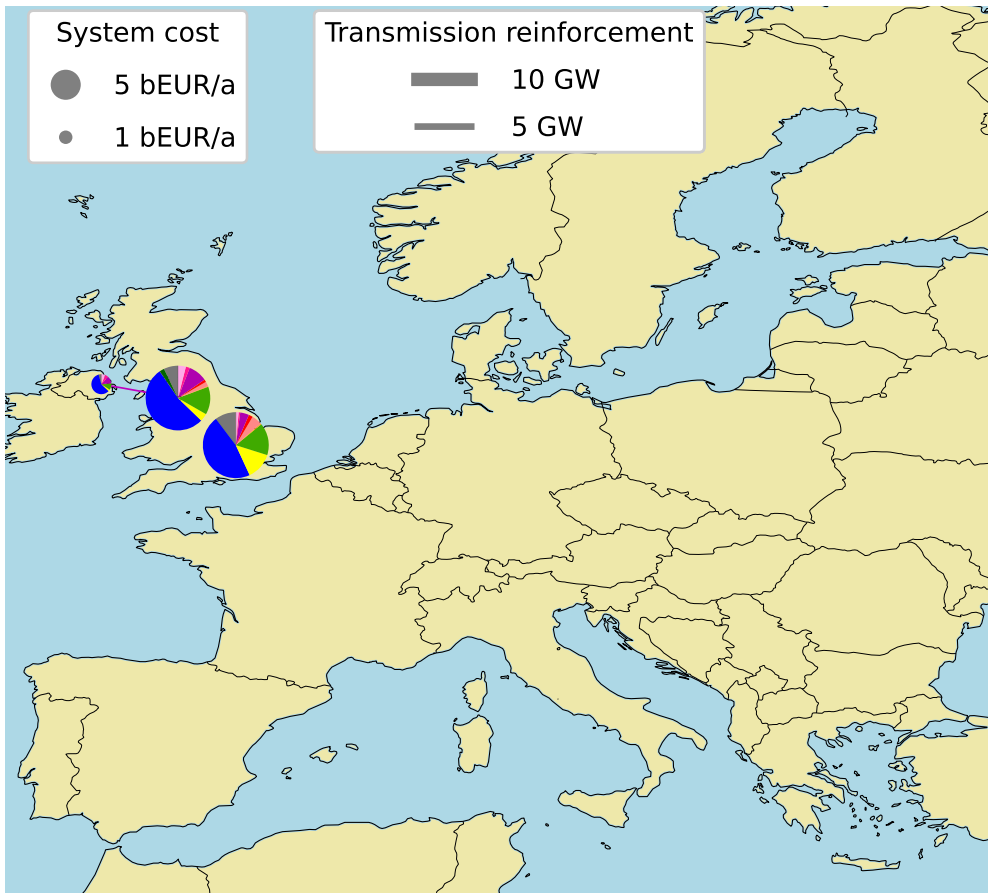 System cost
5 bEUR/a
1 bEUR/a
Transmission reinforcement
10 GW
5 GW